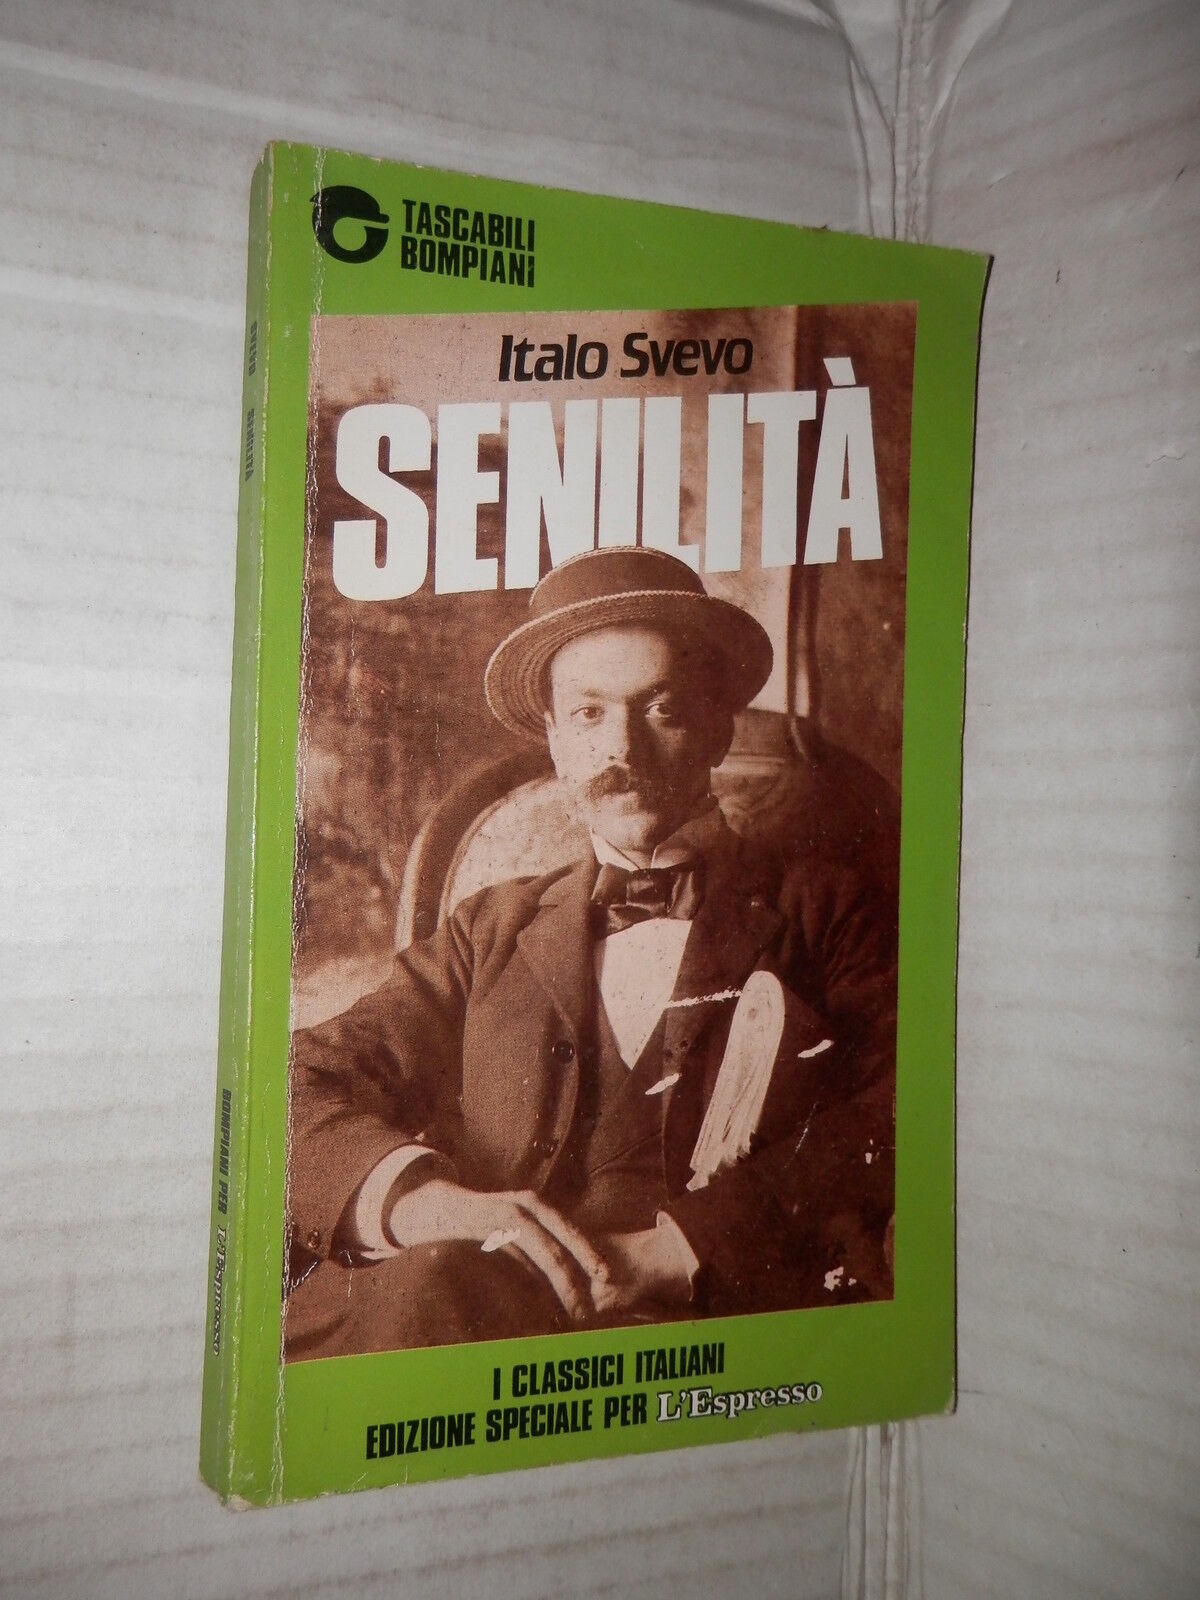 TASCABILI
BOMPIANI
Italo Svevo
SENILITÀ
I CLASSICI ITALIANI
EDIZIONE SPECIALE PER L'Espresso
SVEVO SENILITÀ
BOMPIANI PER L'Espresso